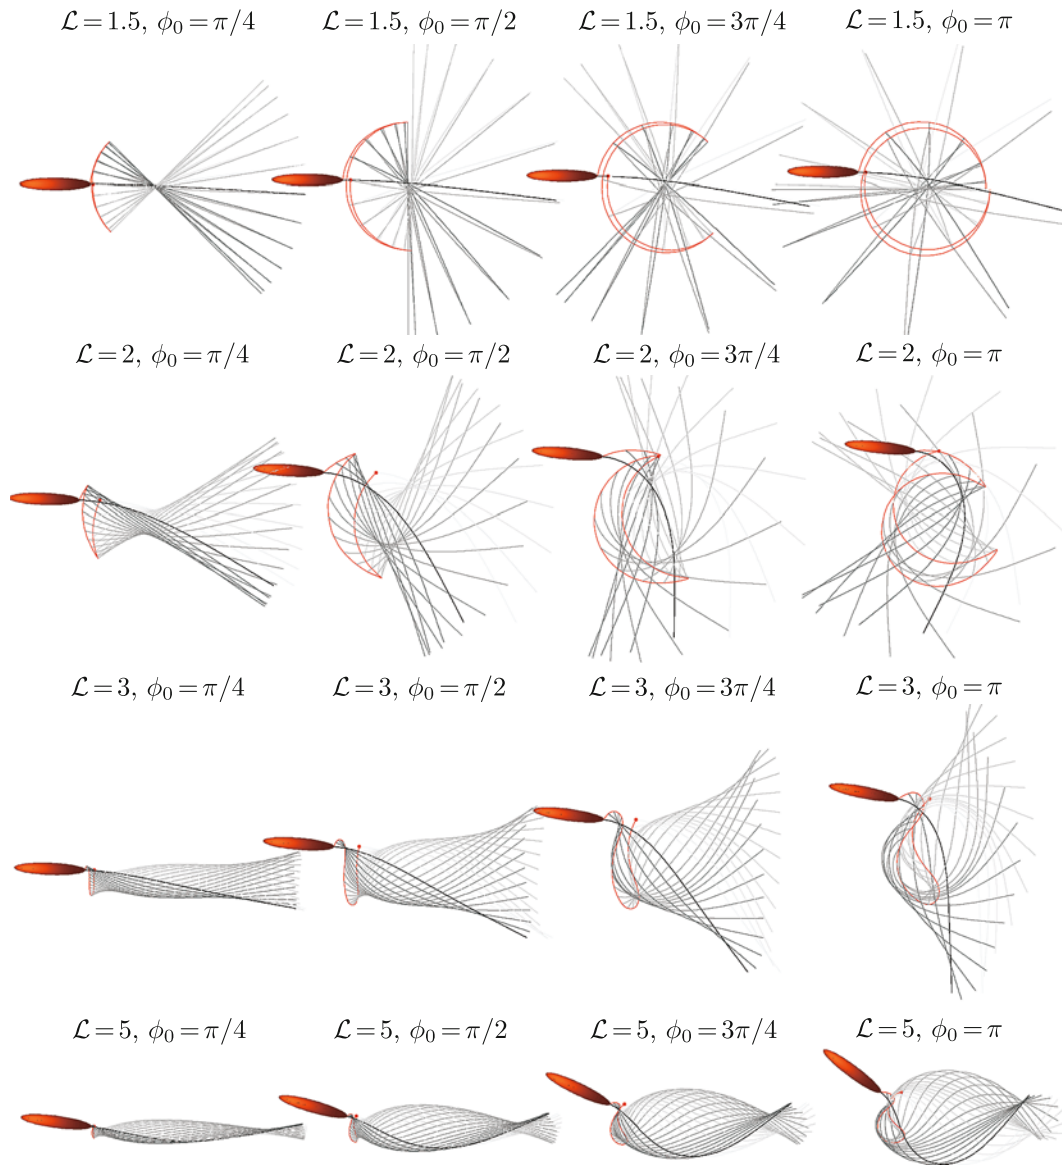 ℒ=1.5, ϕ₀=π/4 ℒ=1.5, ϕ₀=π/2 ℒ=1.5, ϕ₀=3π/4 ℒ=1.5, ϕ₀=π
ℒ=2, ϕ₀=π/4 ℒ=2, ϕ₀=π/2 ℒ=2, ϕ₀=3π/4 ℒ=2, ϕ₀=π
ℒ=3, ϕ₀=π/4 ℒ=3, ϕ₀=π/2 ℒ=3, ϕ₀=3π/4 ℒ=3, ϕ₀=π
ℒ=5, ϕ₀=π/4 ℒ=5, ϕ₀=π/2 ℒ=5, ϕ₀=3π/4 ℒ=5, ϕ₀=π